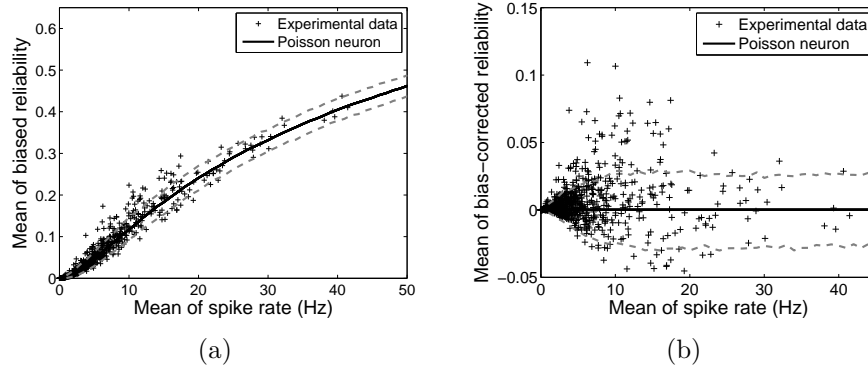 Experimental data
Poisson neuron
Mean of biased reliability
0.6
0.5
0.4
0.3
0.2
0.1
0
0 10 20 30 40 50
Mean of spike rate (Hz)
(a)
Experimental data
Poisson neuron
Mean of bias−corrected reliability
0.15
0.1
0.05
0
−0.05
0 10 20 30 40
Mean of spike rate (Hz)
(b)